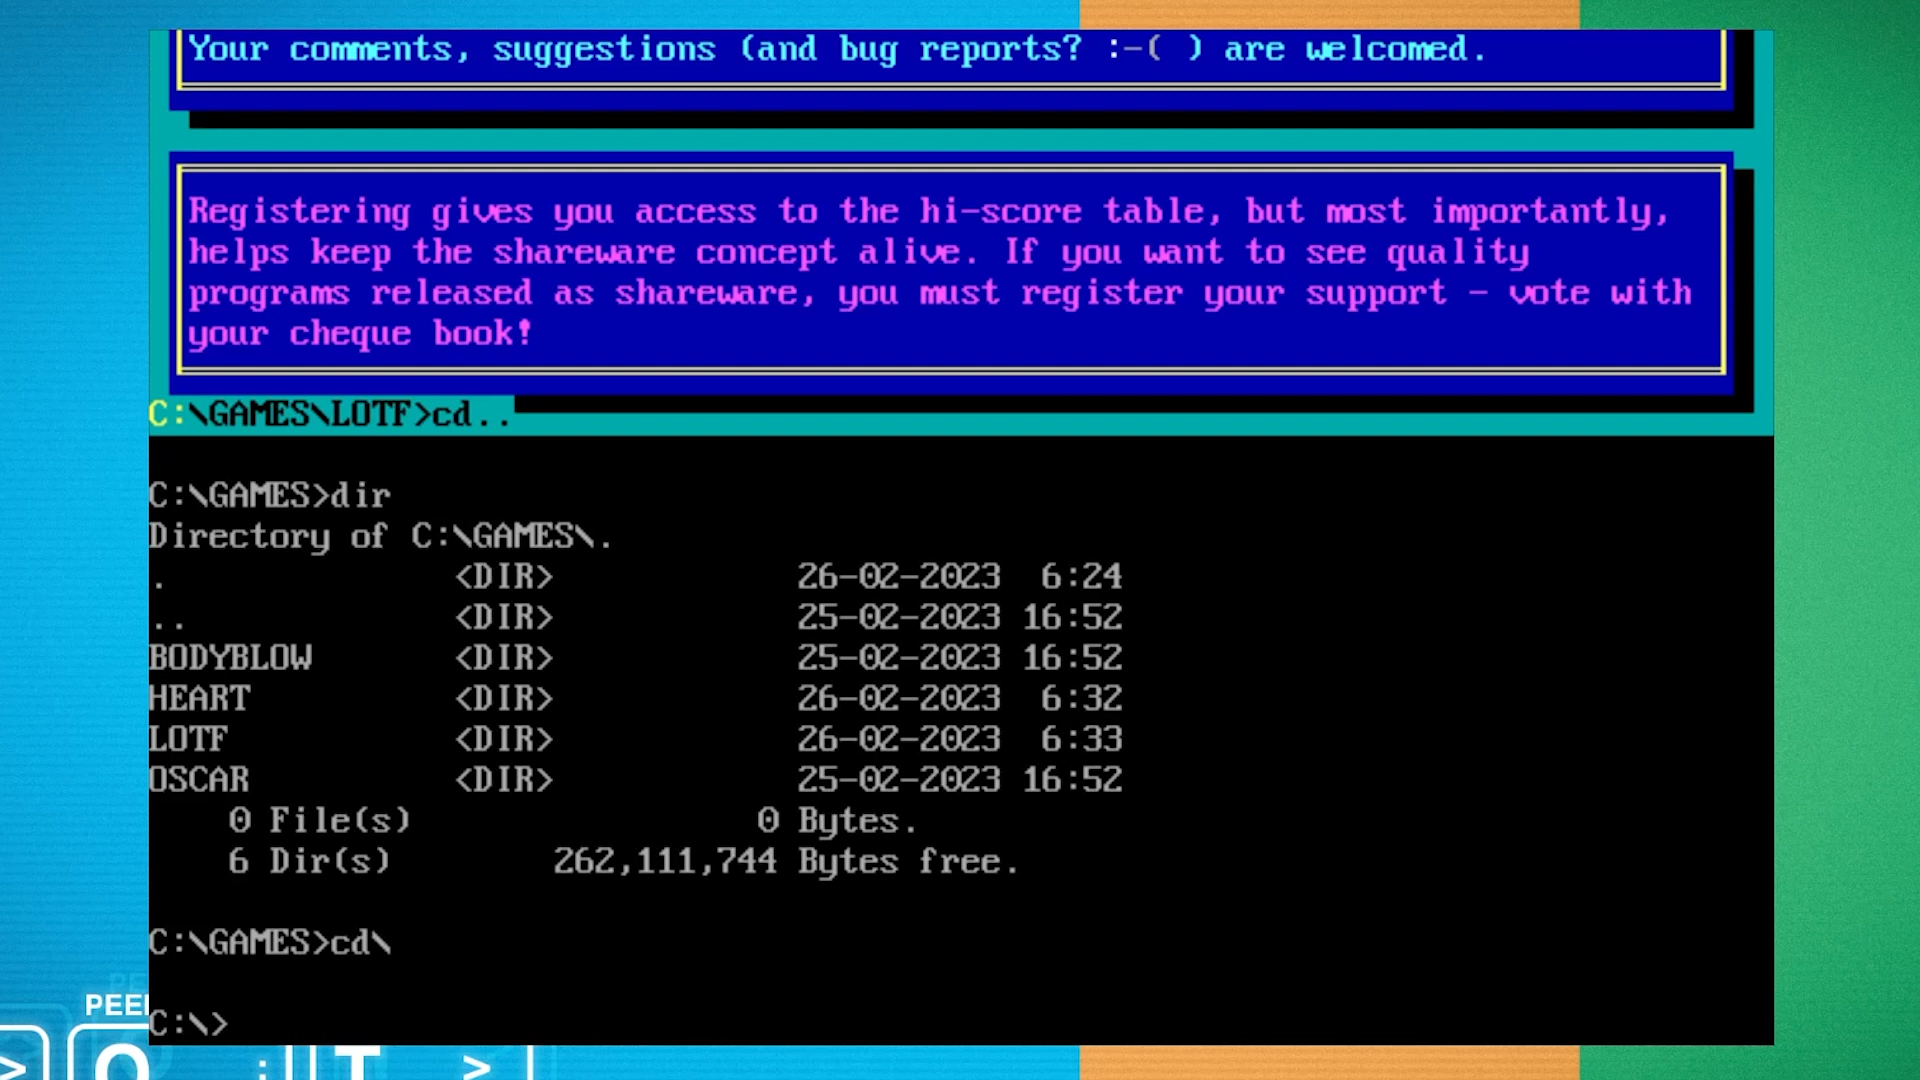 Your comments, suggestions (and bug reports? :-( ) are welcomed.
Registering gives you access to the hi-score table, but most importantly,
helps keep the shareware concept alive. If you want to see quality
programs released as shareware, you must register your support - vote with
your cheque book!
C:\GAMES\LOTF>cd..
C:\GAMES>dir
Directory of C:\GAMES\.
. <DIR> 26-02-2023 6:24
.. <DIR> 25-02-2023 16:52
BODYBLOW <DIR> 25-02-2023 16:52
HEART <DIR> 26-02-2023 6:32
LOTF <DIR> 26-02-2023 6:33
OSCAR <DIR> 25-02-2023 16:52
0 File(s) 0 Bytes.
6 Dir(s) 262,111,744 Bytes free.
C:\GAMES>cd\
C:\>